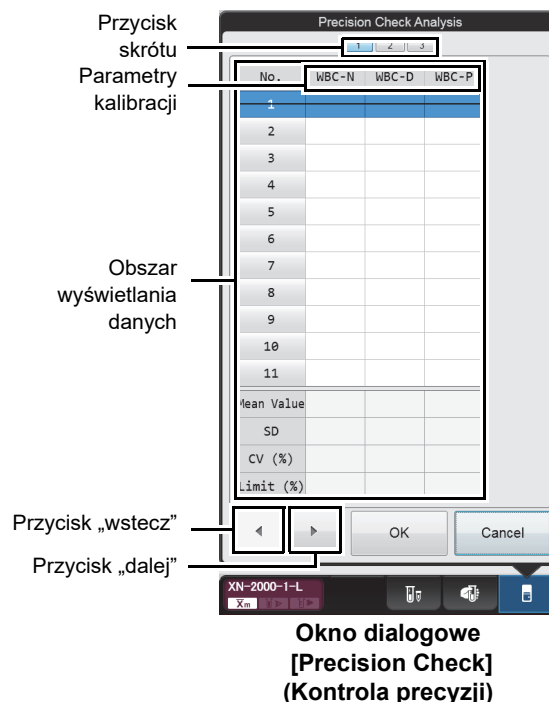 Precision Check Analysis
Przycisk
skrótu
1 2 3
Parametry
kalibracji
No. WBC-N WBC-D WBC-P
1
2
3
4
5
6
7
Obszar
wyświetlania
danych
8
9
10
11
Mean Value
SD
CV (%)
Limit (%)
Przycisk „wstecz”
OK Cancel
Przycisk „dalej”
XN-2000-1-L
Xm
Okno dialogowe
[Precision Check]
(Kontrola precyzji)